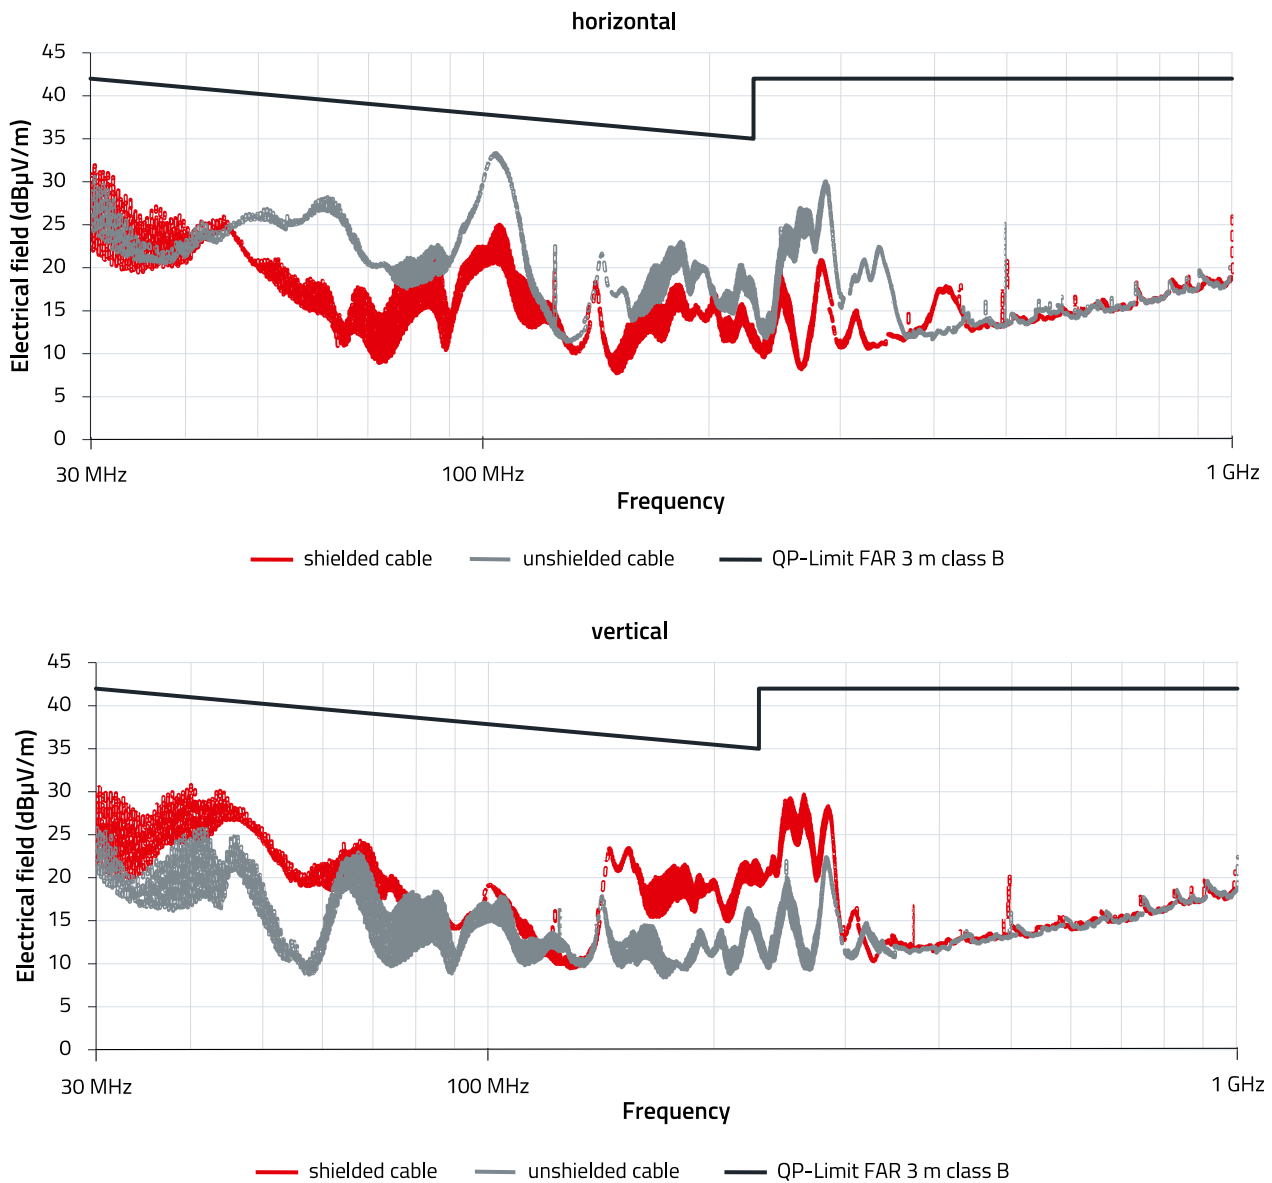 horizontal
45
40
35
30
25
20
15
10
5
0
Electrical field (dBµV/m)
30 MHz 100 MHz 1 GHz
Frequency
shielded cable unshielded cable QP-Limit FAR 3 m class B
vertical
45
40
35
30
25
20
15
10
5
0
Electrical field (dBµV/m)
30 MHz 100 MHz 1 GHz
Frequency
shielded cable unshielded cable QP-Limit FAR 3 m class B